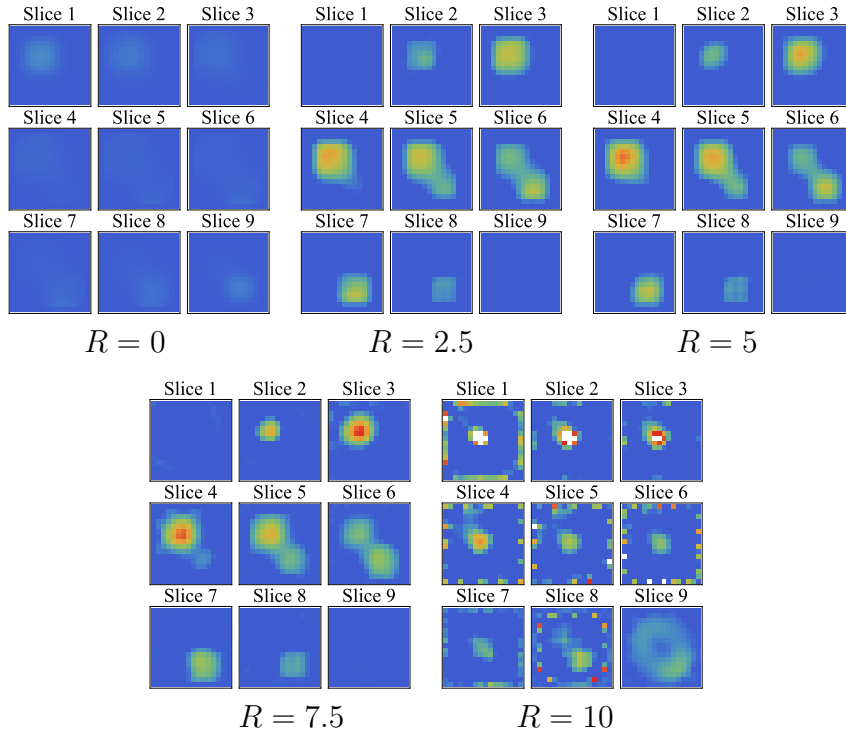 Slice 1 Slice 2 Slice 3 Slice 1 Slice 2 Slice 3 Slice 1 Slice 2 Slice 3
Slice 4 Slice 5 Slice 6 Slice 4 Slice 5 Slice 6 Slice 4 Slice 5 Slice 6
Slice 7 Slice 8 Slice 9 Slice 7 Slice 8 Slice 9 Slice 7 Slice 8 Slice 9
R = 0 R = 2.5 R = 5
Slice 1 Slice 2 Slice 3 Slice 1 Slice 2 Slice 3
Slice 4 Slice 5 Slice 6 Slice 4 Slice 5 Slice 6
Slice 7 Slice 8 Slice 9 Slice 7 Slice 8 Slice 9
R = 7.5 R = 10